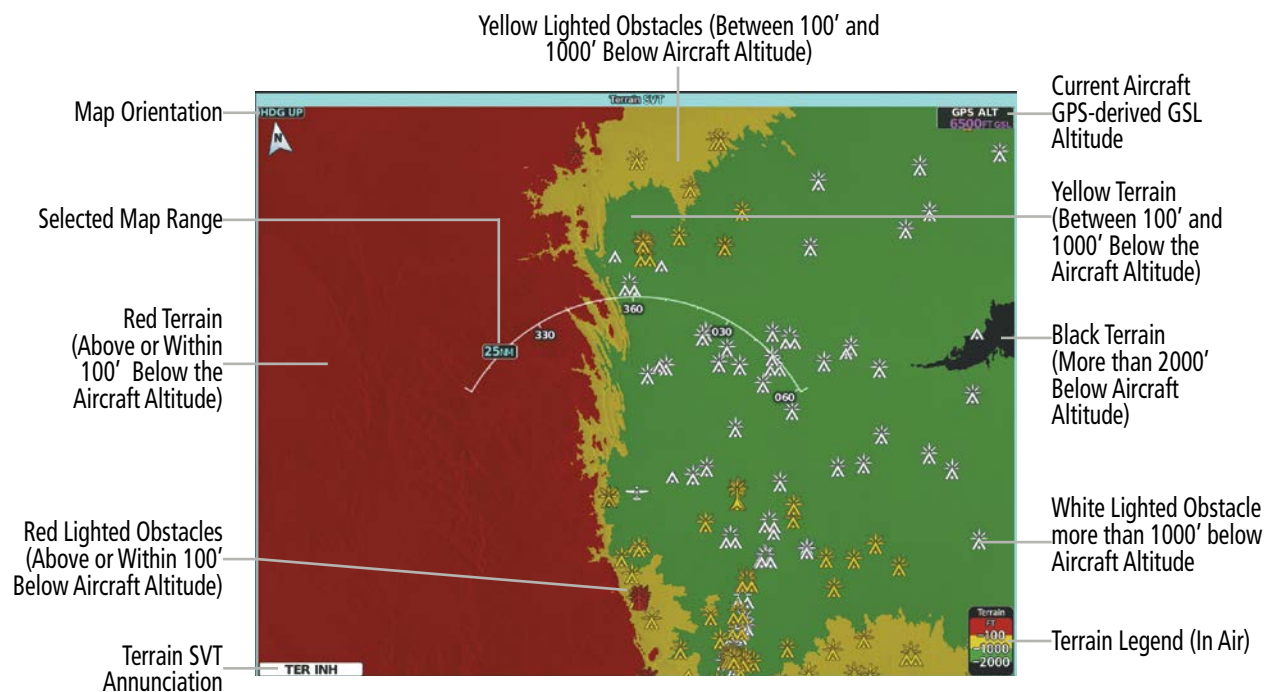 Yellow Lighted Obstacles (Between 100’ and
1000’ Below Aircraft Altitude)
Map Orientation
Selected Map Range
Red Terrain
(Above or Within
100’ Below the
Aircraft Altitude)
Red Lighted Obstacles
(Above or Within 100’
Below Aircraft Altitude)
Terrain SVT
Annunciation
Terrain SVT
HDG UP
N
GPS ALT
6500FT GSL
25NM
330
360
030
060
TER INH
Terrain
FT
-100
-1000
-2000
Current Aircraft
GPS-derived GSL
Altitude
Yellow Terrain
(Between 100’ and
1000’ Below the
Aircraft Altitude)
Black Terrain
(More than 2000’
Below Aircraft
Altitude)
White Lighted Obstacle
more than 1000’ below
Aircraft Altitude
Terrain Legend (In Air)